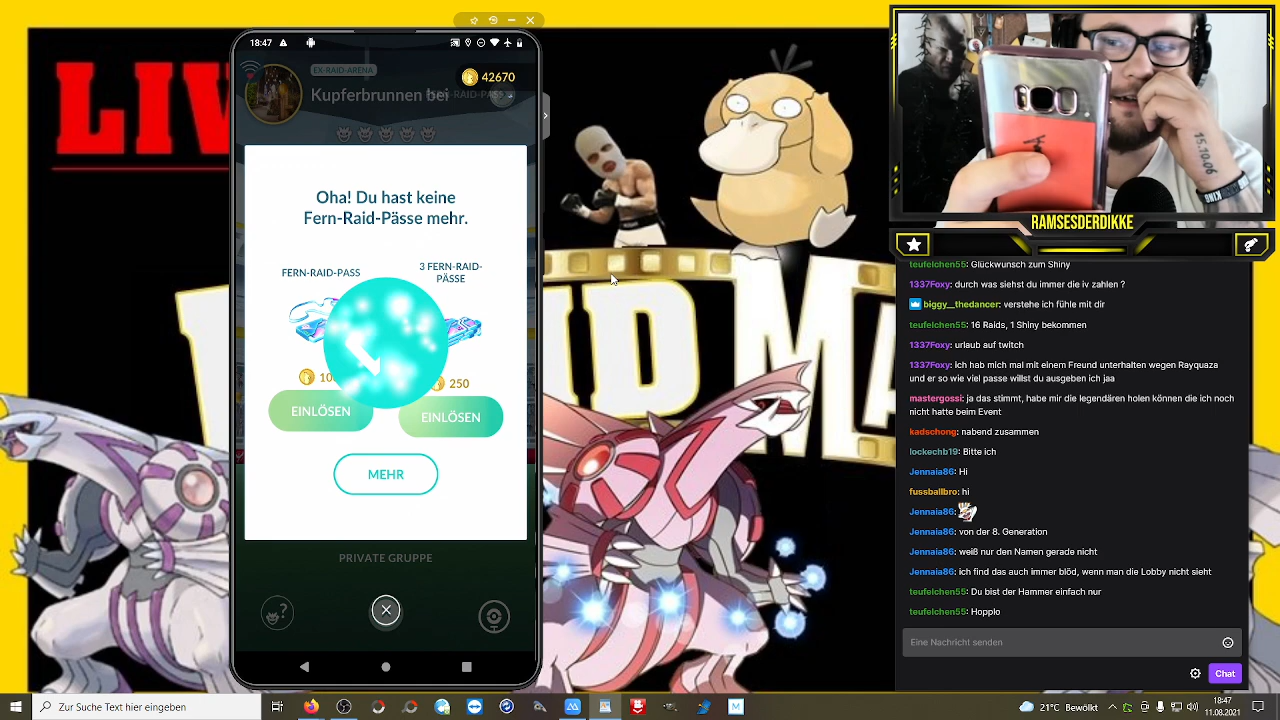 18:47
EX-RAID-ARENA
42670
Kupferbrunnen bei
Oha! Du hast keine
Fern-Raid-Pässe mehr.
FERN-RAID-PASS
3 FERN-RAID-
PÄSSE
250
EINLÖSEN
EINLÖSEN
MEHR
PRIVATE GRUPPE
LIV
15.10.06
KING
RAMSESDERDIKKE
teufelchen55: Glückwunsch zum Shiny
1337Foxy: durch was siehst du immer die iv zahlen ?
biggy__thedancer: verstehe ich fühle mit dir
teufelchen55: 16 Raids, 1 Shiny bekommen
1337Foxy: urlaub auf twitch
1337Foxy: ich hab mich mal mit einem Freund unterhalten wegen Rayquaza
und er so wie viel passe willst du ausgeben ich jaa
mastergossi: ja das stimmt, habe mir die legendären holen können die ich noch
nicht hatte beim Event
kadschong: nabend zusammen
lockechb19: Bitte ich
Jennaia86: Hi
fussballbro: hi
Jennaia86:
Jennaia86: von der 8. Generation
Jennaia86: weiß nur den Namen gerade nicht
Jennaia86: ich find das auch immer blöd, wenn man die Lobby nicht sieht
teufelchen55: Du bist der Hammer einfach nur
teufelchen55: Hopplo
Eine Nachricht senden
Chat
Zur Suche Text hier eingeben
21°C
18:47
11.08.2021